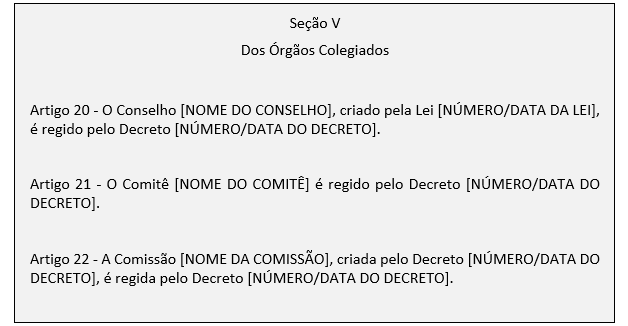 Seção V
Dos Órgãos Colegiados
Artigo 20 - O Conselho [NOME DO CONSELHO], criado pela Lei [NÚMERO/DATA DA LEI],
é regido pelo Decreto [NÚMERO/DATA DO DECRETO].
Artigo 21 - O Comitê [NOME DO COMITÊ] é regido pelo Decreto [NÚMERO/DATA DO
DECRETO].
Artigo 22 - A Comissão [NOME DA COMISSÃO], criada pelo Decreto [NÚMERO/DATA DO
DECRETO], é regida pelo Decreto [NÚMERO/DATA DO DECRETO].